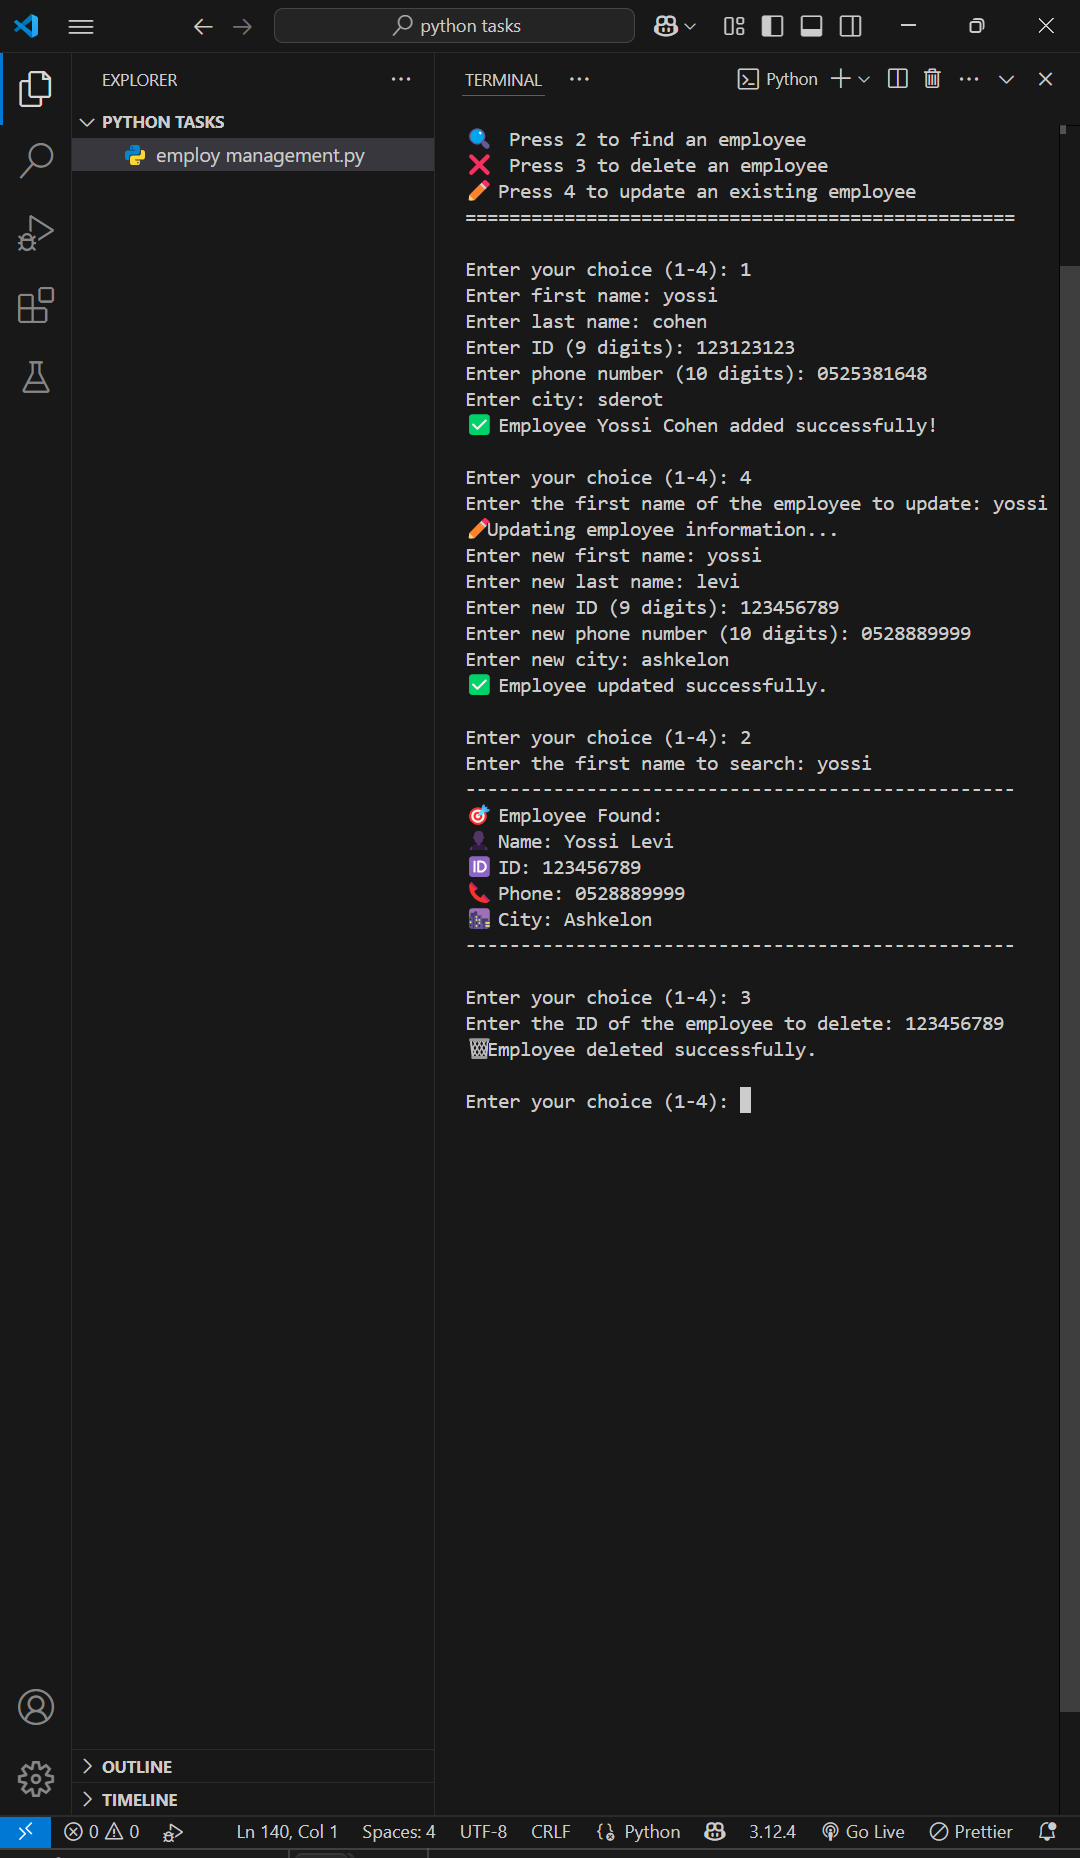 python tasks
EXPLORER
PYTHON TASKS
employ management.py
OUTLINE
TIMELINE
TERMINAL
Python
🔍 Press 2 to find an employee
❌ Press 3 to delete an employee
✏️ Press 4 to update an existing employee
==================================================
Enter your choice (1-4): 1
Enter first name: yossi
Enter last name: cohen
Enter ID (9 digits): 123123123
Enter phone number (10 digits): 0525381648
Enter city: sderot
✅ Employee Yossi Cohen added successfully!
Enter your choice (1-4): 4
Enter the first name of the employee to update: yossi
✏️Updating employee information...
Enter new first name: yossi
Enter new last name: levi
Enter new ID (9 digits): 123456789
Enter new phone number (10 digits): 0528889999
Enter new city: ashkelon
✅ Employee updated successfully.
Enter your choice (1-4): 2
Enter the first name to search: yossi
--------------------------------------------------
🎯 Employee Found:
👤 Name: Yossi Levi
🆔 ID: 123456789
📞 Phone: 0528889999
🌆 City: Ashkelon
--------------------------------------------------
Enter your choice (1-4): 3
Enter the ID of the employee to delete: 123456789
🗑️Employee deleted successfully.
Enter your choice (1-4):
0 0 Ln 140, Col 1 Spaces: 4 UTF-8 CRLF Python 3.12.4 Go Live Prettier